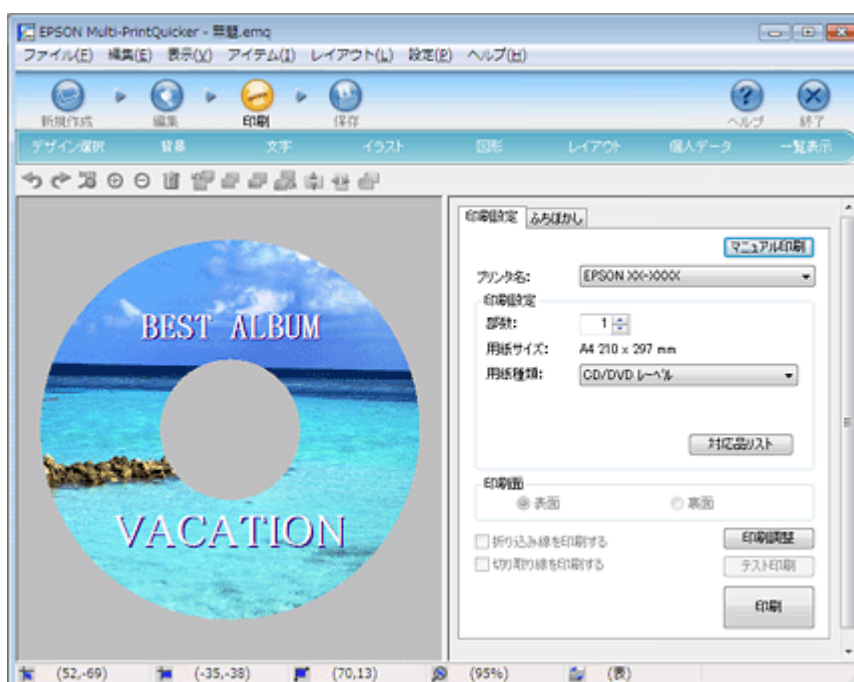 EPSON Multi-PrintQuicker - 無題.emq
ファイル(F) 編集(E) 表示(V) アイテム(I) レイアウト(L) 設定(P) ヘルプ(H)
新規作成 編集 印刷 保存 ヘルプ 終了
デザイン選択 背景 文字 イラスト 図形 レイアウト 個人データ 一覧表示
BEST ALBUM
VACATION
印刷設定 ふちぼかし
マニュアル印刷
プリンタ名: EPSON XX-XXXX
印刷設定
部数: 1
用紙サイズ: A4 210 x 297 mm
用紙種類: CD/DVD レーベル
対応品リスト
印刷面
表面 裏面
折り込み線を印刷する 印刷調整
切り取り線を印刷する テスト印刷
印刷
(52,-69) (-35,-38) (70,13) (95%) (表)